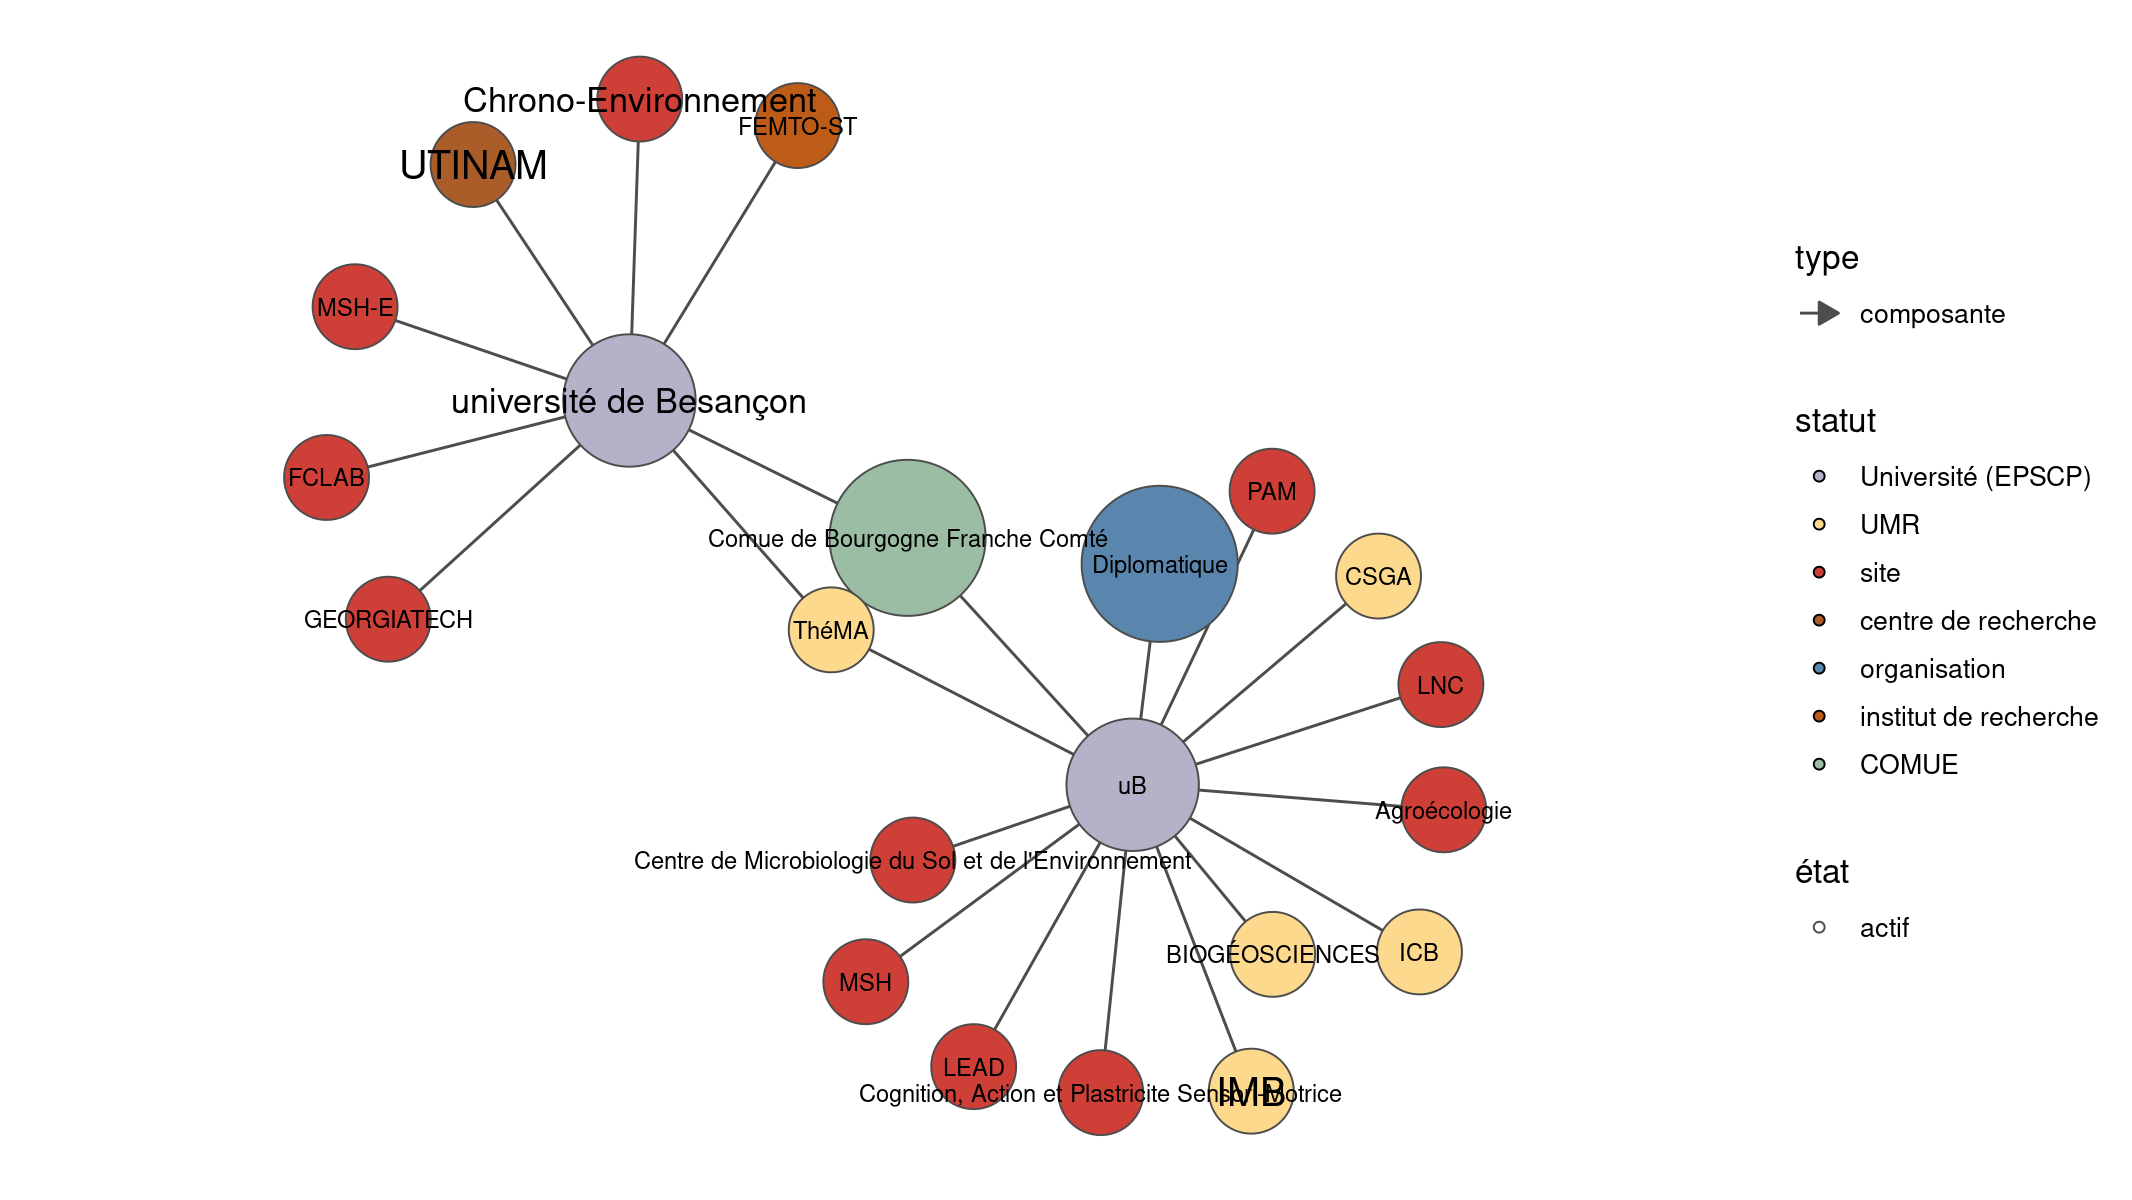 Chrono-Environnement
FEMTO-ST
UTINAM
MSH-E
université de Besançon
FCLAB
GEORGIATECH
Comue de Bourgogne Franche Comté
ThéMA
Diplomatique
PAM
CSGA
LNC
uB
Agroécologie
Centre de Microbiologie du Sol et de l'Environnement
BIOGÉOSCIENCES
ICB
MSH
LEAD
Cognition, Action et Plastricite Sensori-Motrice
IMB
type
composante
statut
Université (EPSCP)
UMR
site
centre de recherche
organisation
institut de recherche
COMUE
état
actif